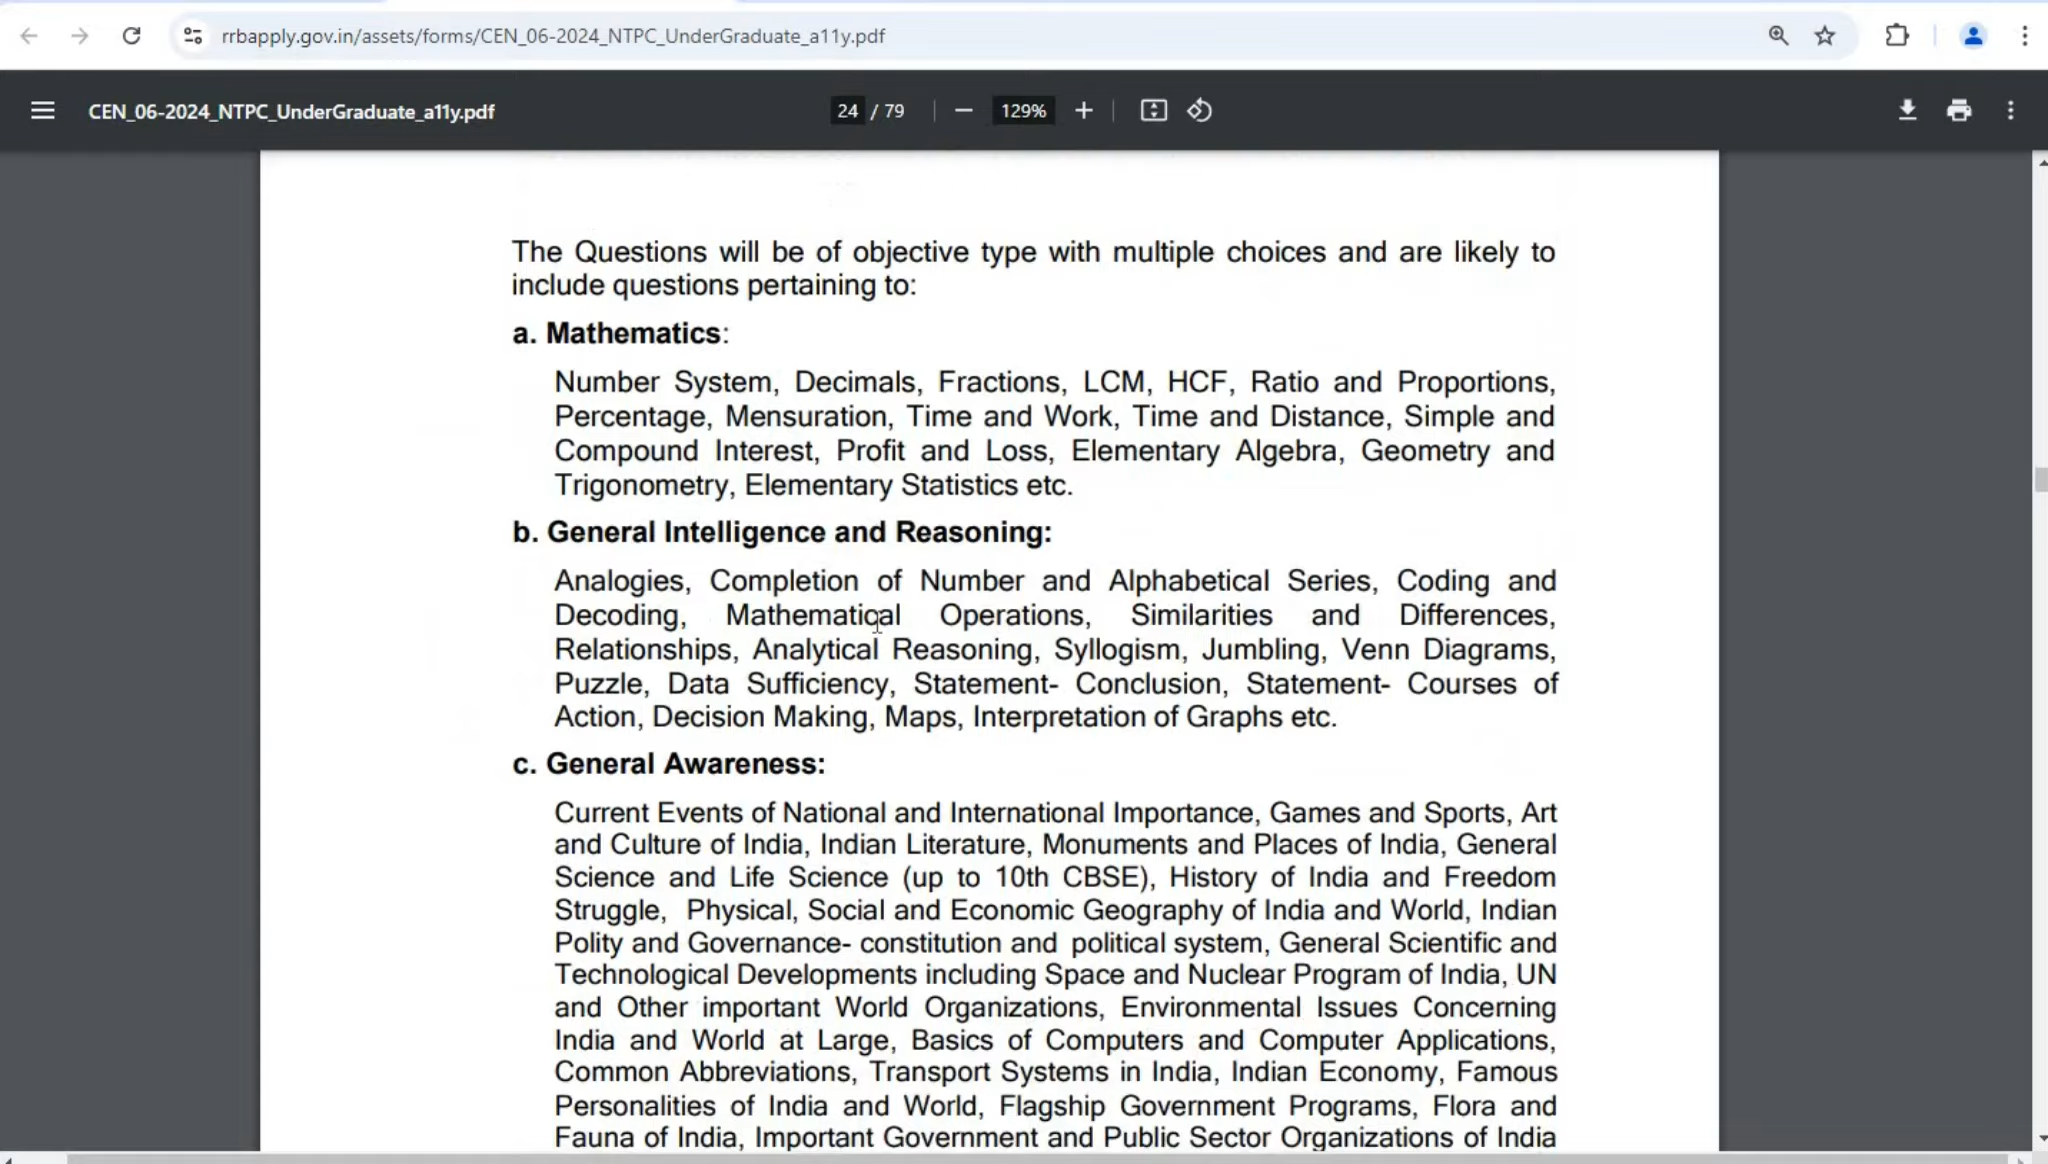 rrbapply.gov.in/assets/forms/CEN_06-2024_NTPC_UnderGraduate_a11y.pdf
CEN_06-2024_NTPC_UnderGraduate_a11y.pdf 24 / 79 129%
The Questions will be of objective type with multiple choices and are likely to
include questions pertaining to:
a. Mathematics:
Number System, Decimals, Fractions, LCM, HCF, Ratio and Proportions,
Percentage, Mensuration, Time and Work, Time and Distance, Simple and
Compound Interest, Profit and Loss, Elementary Algebra, Geometry and
Trigonometry, Elementary Statistics etc.
b. General Intelligence and Reasoning:
Analogies, Completion of Number and Alphabetical Series, Coding and
Decoding, Mathematical Operations, Similarities and Differences,
Relationships, Analytical Reasoning, Syllogism, Jumbling, Venn Diagrams,
Puzzle, Data Sufficiency, Statement- Conclusion, Statement- Courses of
Action, Decision Making, Maps, Interpretation of Graphs etc.
c. General Awareness:
Current Events of National and International Importance, Games and Sports, Art
and Culture of India, Indian Literature, Monuments and Places of India, General
Science and Life Science (up to 10th CBSE), History of India and Freedom
Struggle, Physical, Social and Economic Geography of India and World, Indian
Polity and Governance- constitution and political system, General Scientific and
Technological Developments including Space and Nuclear Program of India, UN
and Other important World Organizations, Environmental Issues Concerning
India and World at Large, Basics of Computers and Computer Applications,
Common Abbreviations, Transport Systems in India, Indian Economy, Famous
Personalities of India and World, Flagship Government Programs, Flora and
Fauna of India, Important Government and Public Sector Organizations of India